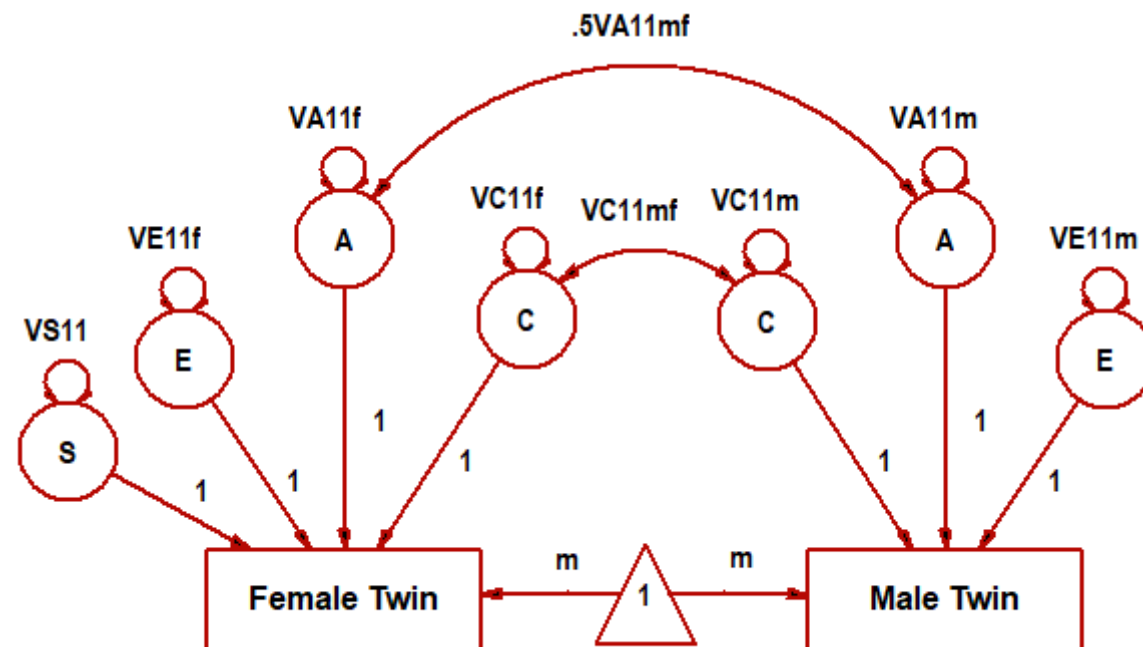 .5VA11mf
VA11f
VA11m
VC11f
VC11mf
VC11m
VE11f
VE11m
A
A
VS11
C
C
E
E
S
1
1
1
1
1
1
1
m
m
1
Female Twin
Male Twin